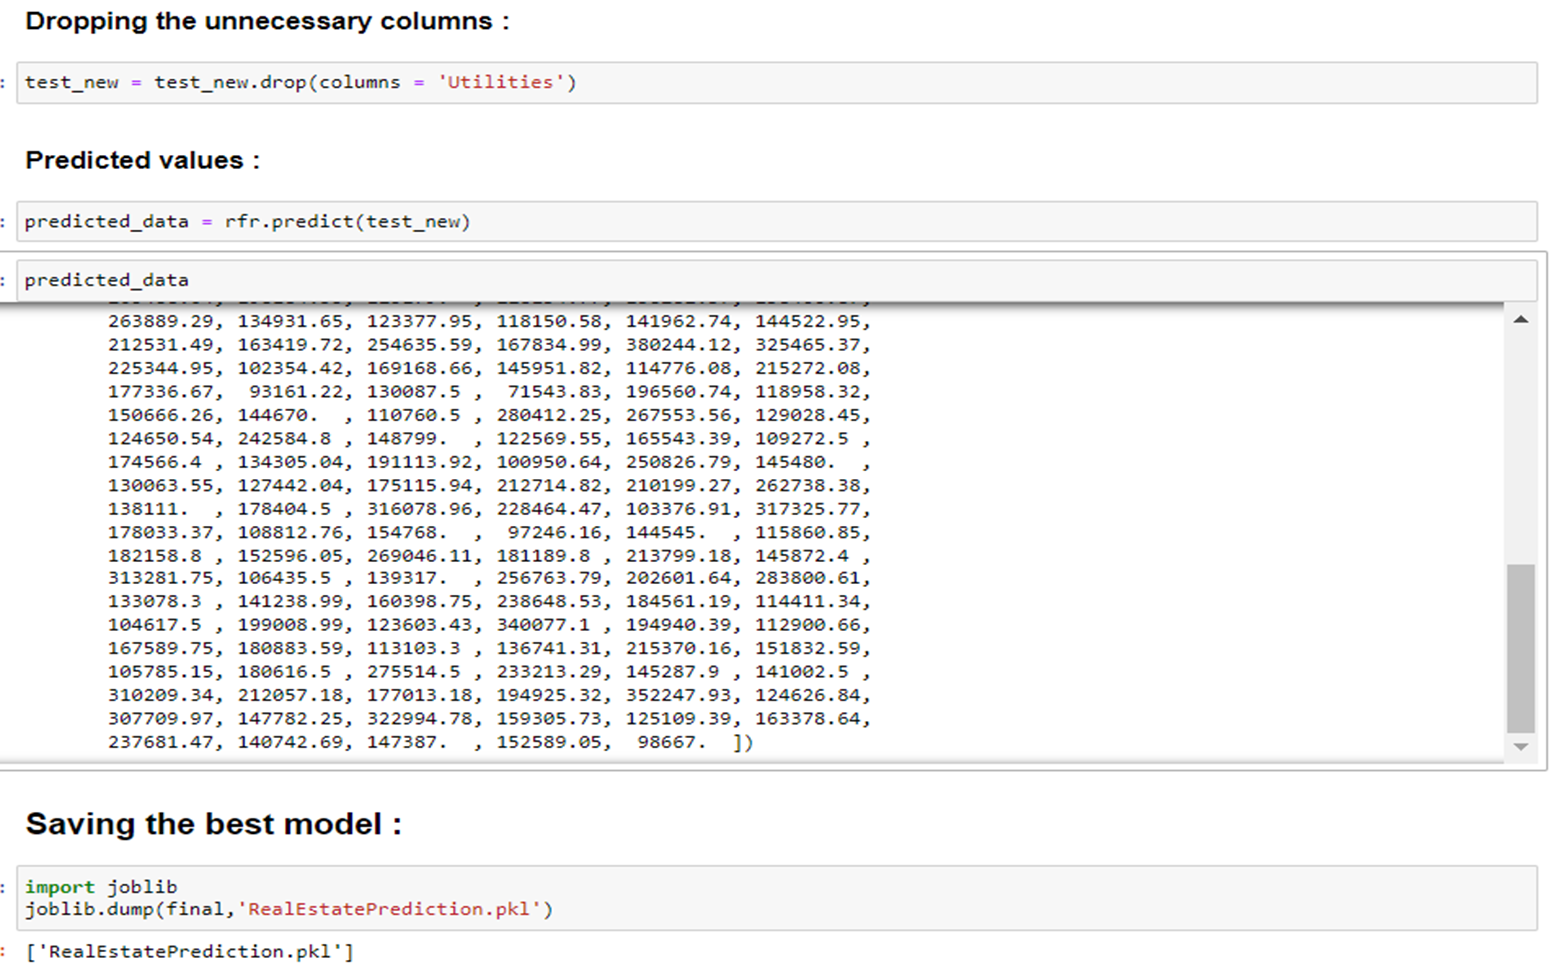 Dropping the unnecessary columns :
: test_new = test_new.drop(columns = 'Utilities')
Predicted values :
: predicted_data = rfr.predict(test_new)
: predicted_data
263889.29, 134931.65, 123377.95, 118150.58, 141962.74, 144522.95,
212531.49, 163419.72, 254635.59, 167834.99, 380244.12, 325465.37,
225344.95, 102354.42, 169168.66, 145951.82, 114776.08, 215272.08,
177336.67,  93161.22, 130087.5 ,  71543.83, 196560.74, 118958.32,
150666.26, 144670.  , 110760.5 , 280412.25, 267553.56, 129028.45,
124650.54, 242584.8 , 148799.  , 122569.55, 165543.39, 109272.5 ,
174566.4 , 134305.04, 191113.92, 100950.64, 250826.79, 145480.  ,
130063.55, 127442.04, 175115.94, 212714.82, 210199.27, 262738.38,
138111.  , 178404.5 , 316078.96, 228464.47, 103376.91, 317325.77,
178033.37, 108812.76, 154768.  ,  97246.16, 144545.  , 115860.85,
182158.8 , 152596.05, 269046.11, 181189.8 , 213799.18, 145872.4 ,
313281.75, 106435.5 , 139317.  , 256763.79, 202601.64, 283800.61,
133078.3 , 141238.99, 160398.75, 238648.53, 184561.19, 114411.34,
104617.5 , 199008.99, 123603.43, 340077.1 , 194940.39, 112900.66,
167589.75, 180883.59, 113103.3 , 136741.31, 215370.16, 151832.59,
105785.15, 180616.5 , 275514.5 , 233213.29, 145287.9 , 141002.5 ,
310209.34, 212057.18, 177013.18, 194925.32, 352247.93, 124626.84,
307709.97, 147782.25, 322994.78, 159305.73, 125109.39, 163378.64,
237681.47, 140742.69, 147387.  , 152589.05,  98667.  ])
Saving the best model :
: import joblib
joblib.dump(final,'RealEstatePrediction.pkl')
: ['RealEstatePrediction.pkl']